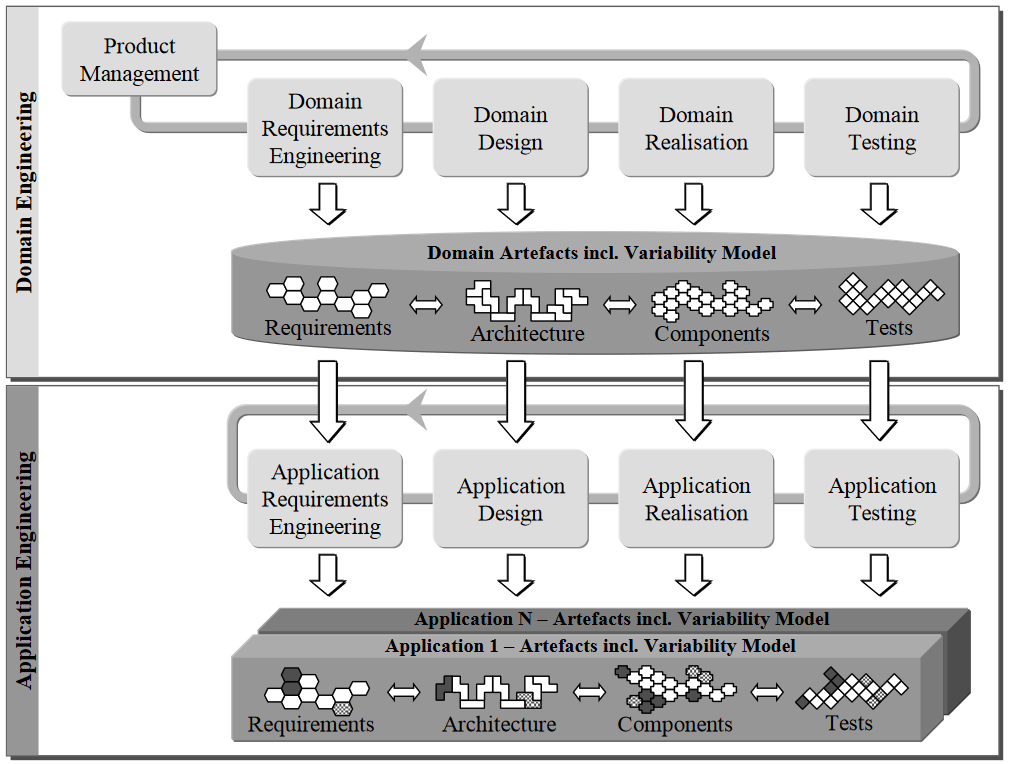 Domain Engineering
Product
Management
Domain
Requirements
Engineering
Domain
Design
Domain
Realisation
Domain
Testing
Domain Artefacts incl. Variability Model
Requirements
Architecture
Components
Tests
Application Engineering
Application
Requirements
Engineering
Application
Design
Application
Realisation
Application
Testing
Application N – Artefacts incl. Variability Model
Application 1 – Artefacts incl. Variability Model
Requirements
Architecture
Components
Tests